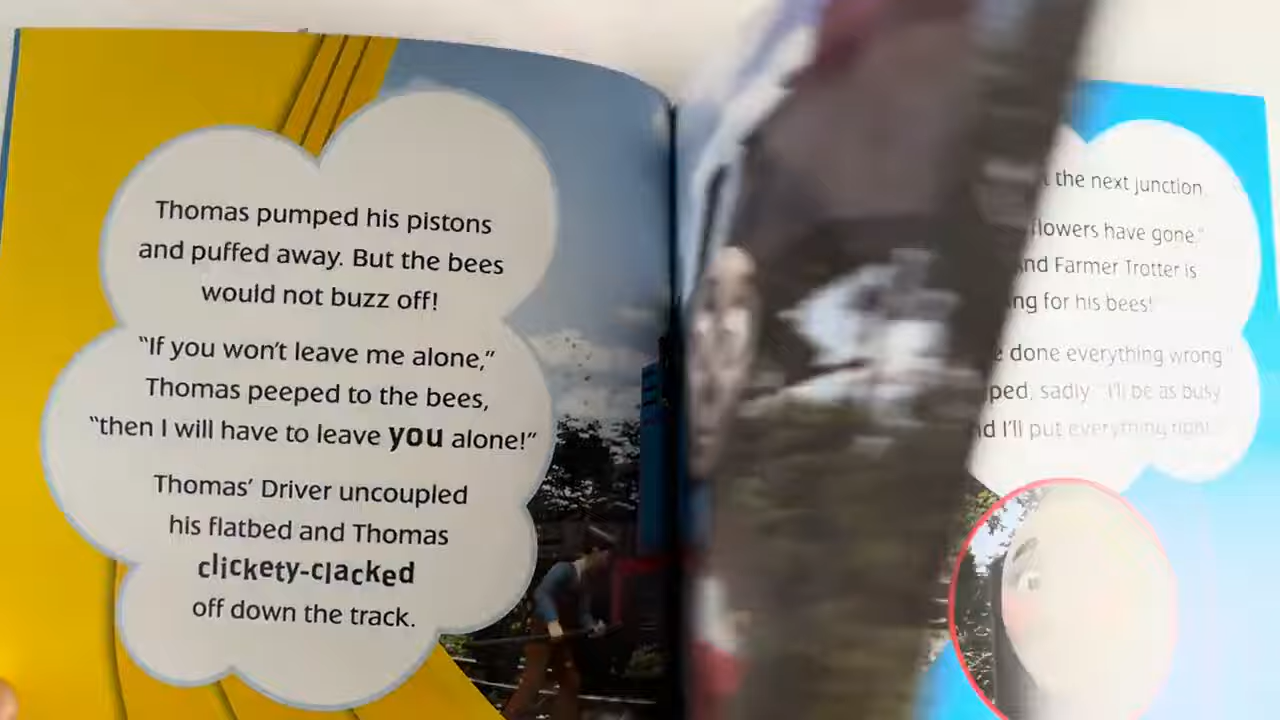 Thomas pumped his pistons
and puffed away. But the bees
would not buzz off!
“If you won’t leave me alone,”
Thomas peeped to the bees,
“then I will have to leave you alone!”
Thomas’ Driver uncoupled
his flatbed and Thomas
clickety-clacked
off down the track.
the next junction.
flowers have gone.”
Farmer Trotter is
for his bees!
done everything wrong”
sadly “I’ll be as busy
I’ll put everything right.”